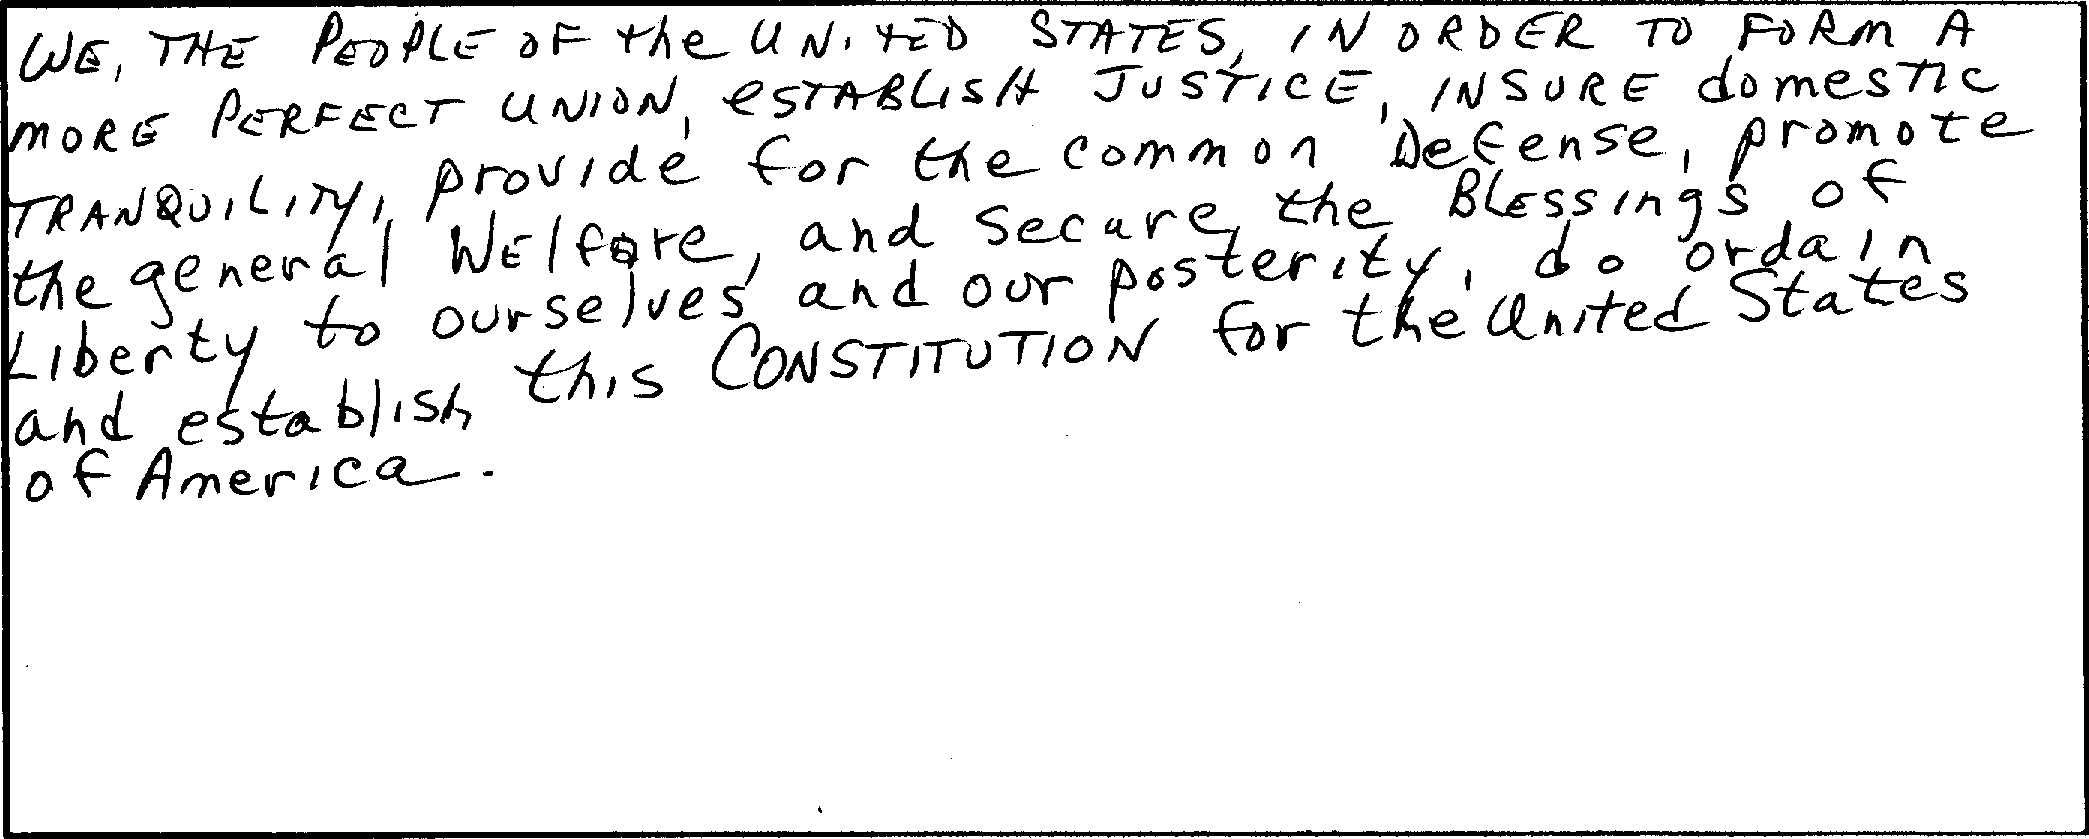 WE, THE PEOPLE OF the UNITED STATES, IN ORDER TO FORM A
MORE PERFECT UNION, eSTABLISH JUSTICE, INSURE domestic
TRANQUILITY, provide for the common Defense, promote
the general WElfare, and secure the BLESSings of
Liberty to ourselves and our posterity, do ordain
and establish this CONSTITUTION for the United States
of America.